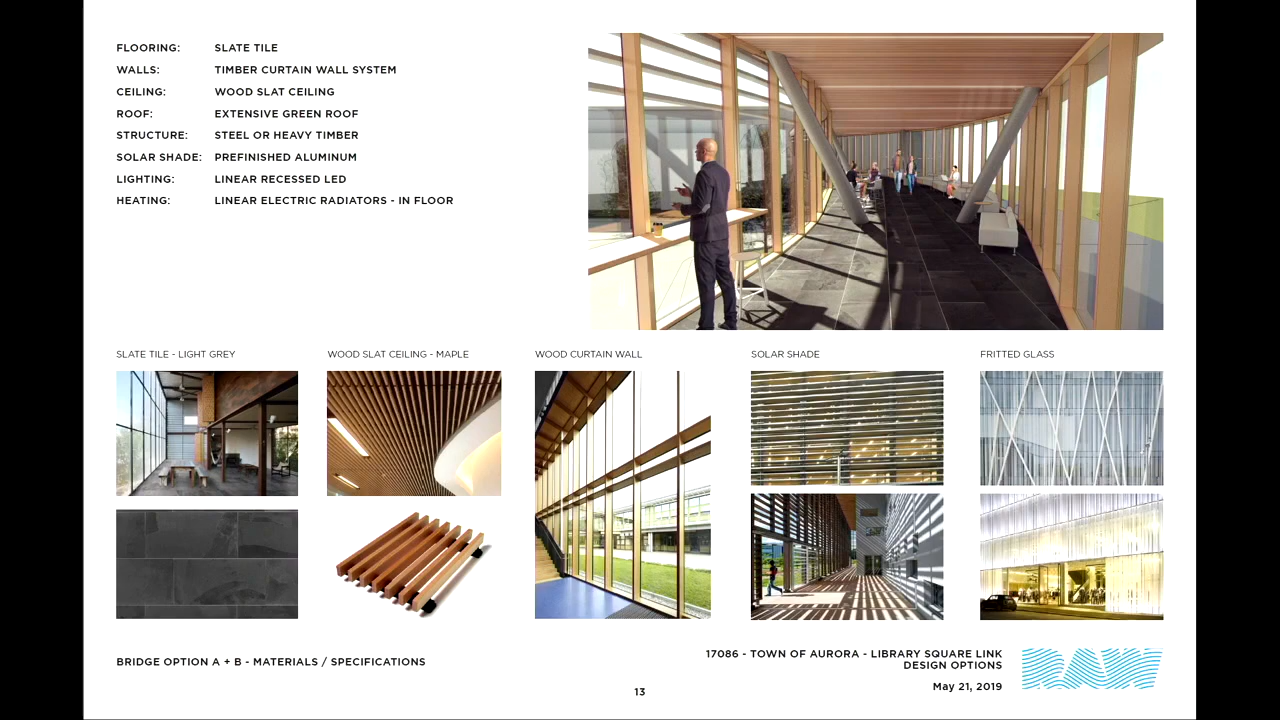 FLOORING: SLATE TILE
WALLS: TIMBER CURTAIN WALL SYSTEM
CEILING: WOOD SLAT CEILING
ROOF: EXTENSIVE GREEN ROOF
STRUCTURE: STEEL OR HEAVY TIMBER
SOLAR SHADE: PREFINISHED ALUMINUM
LIGHTING: LINEAR RECESSED LED
HEATING: LINEAR ELECTRIC RADIATORS - IN FLOOR
SLATE TILE - LIGHT GREY
WOOD SLAT CEILING - MAPLE
WOOD CURTAIN WALL
SOLAR SHADE
FRITTED GLASS
BRIDGE OPTION A + B - MATERIALS / SPECIFICATIONS
17086 - TOWN OF AURORA - LIBRARY SQUARE LINK
DESIGN OPTIONS
May 21, 2019
RAW
13